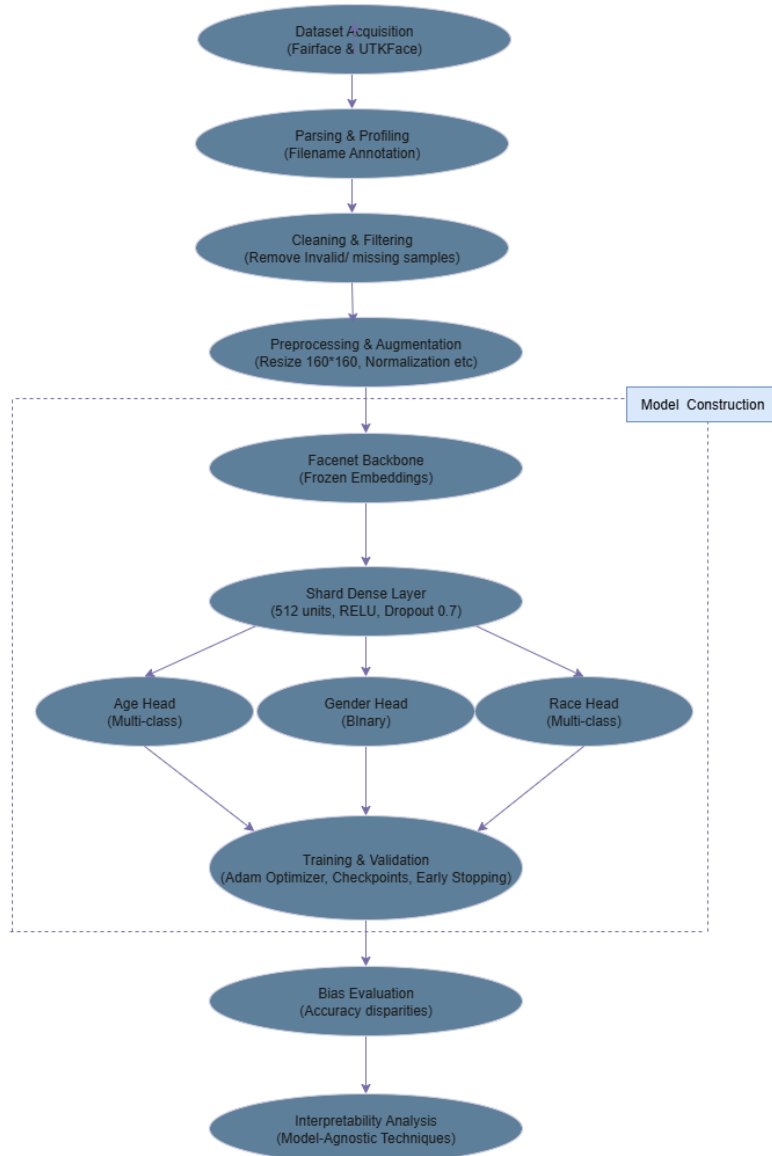 Dataset Acquisition
(Fairface & UTKFace)
Parsing & Profiling
(Filename Annotation)
Cleaning & Filtering
(Remove Invalid/ missing samples)
Preprocessing & Augmentation
(Resize 160*160, Normalization etc)
Model Construction
Facenet Backbone
(Frozen Embeddings)
Shard Dense Layer
(512 units, RELU, Dropout 0.7)
Age Head
(Multi-class)
Gender Head
(BInary)
Race Head
(Multi-class)
Training & Validation
(Adam Optimizer, Checkpoints, Early Stopping)
Bias Evaluation
(Accuracy disparities)
Interpretability Analysis
(Model-Agnostic Techniques)